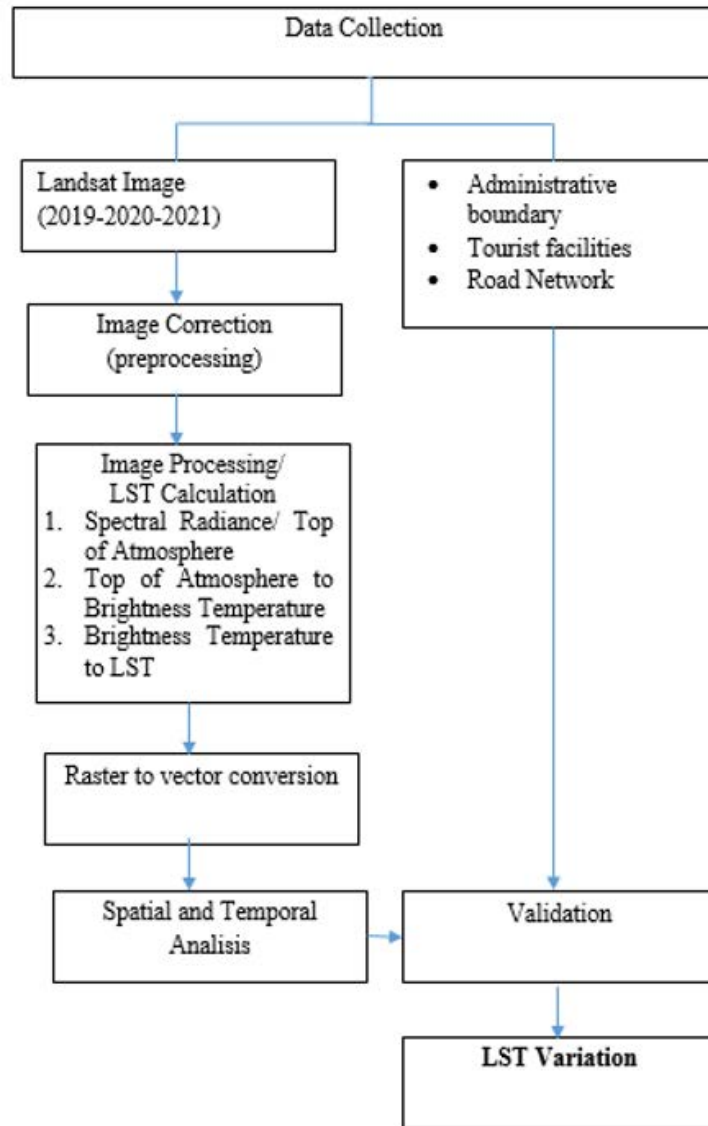 Data Collection
Landsat Image
(2019-2020-2021)
• Administrative
boundary
• Tourist facilities
• Road Network
Image Correction
(preprocessing)
Image Processing/
LST Calculation
1. Spectral Radiance/ Top
of Atmosphere
2. Top of Atmosphere to
Brightness Temperature
3. Brightness Temperature
to LST
Raster to vector conversion
Spatial and Temporal
Analisis
Validation
LST Variation